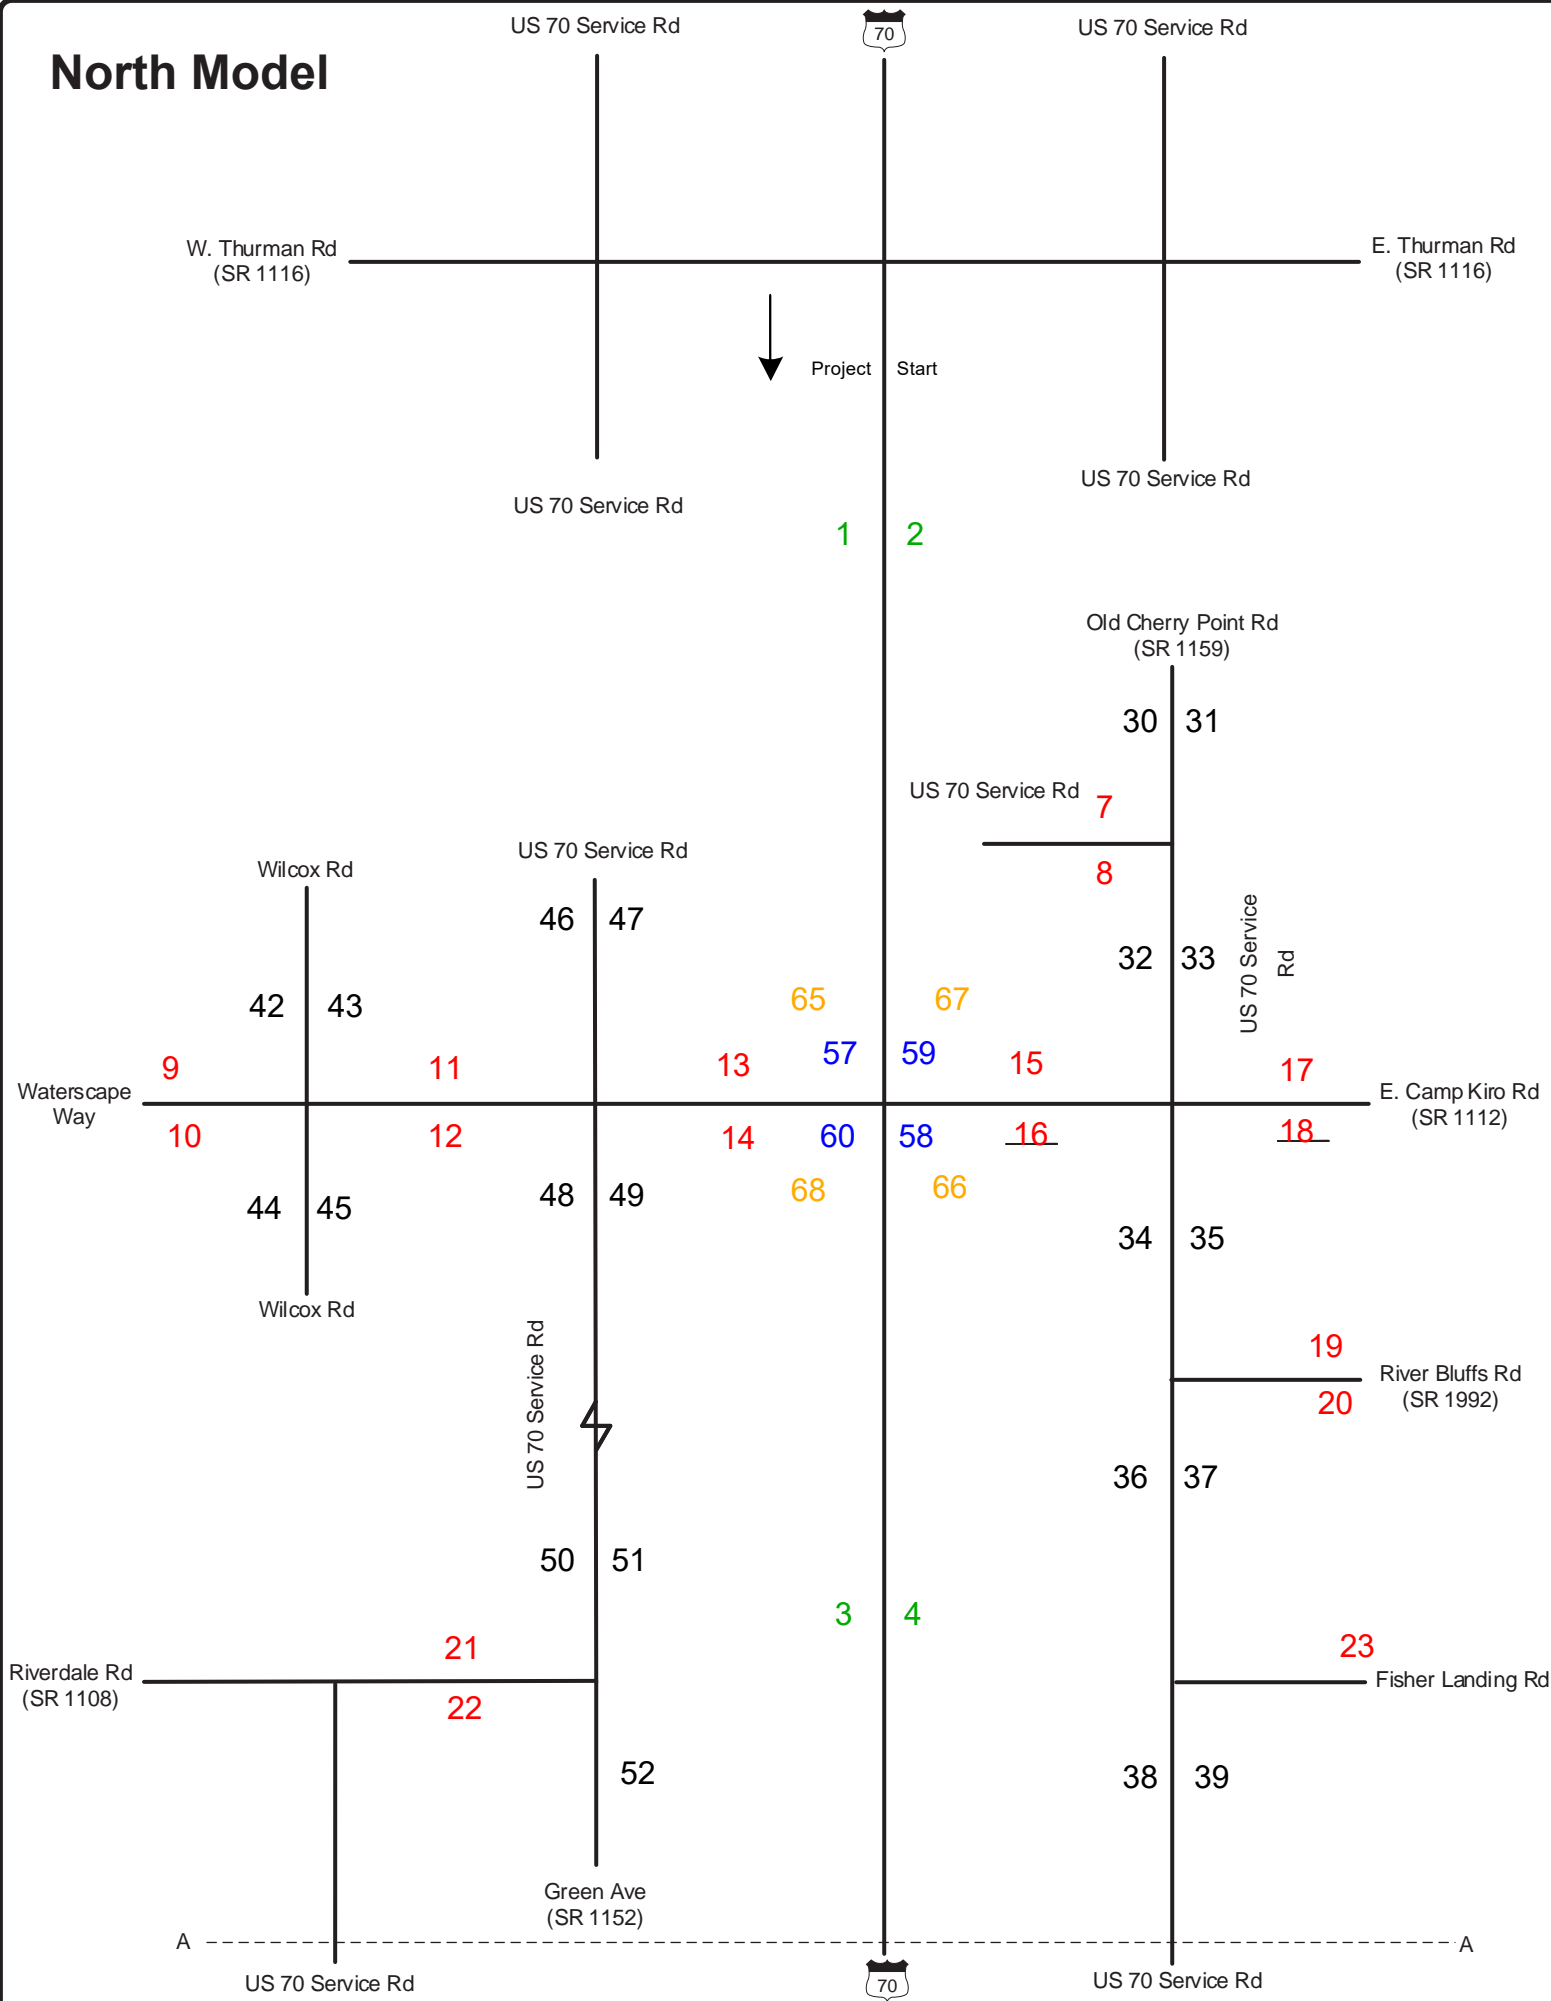 US 70 Service Rd
70
US 70 Service Rd
North Model
W. Thurman Rd
(SR 1116)
E. Thurman Rd
(SR 1116)
Project
Start
US 70 Service Rd
US 70 Service Rd
1
2
Old Cherry Point Rd
(SR 1159)
30
31
US 70 Service Rd
7
8
Wilcox Rd
US 70 Service Rd
46
47
32
33
US 70 Service
Rd
42
43
65
67
57
59
9
11
13
15
17
Waterscape
Way
E. Camp Kiro Rd
(SR 1112)
10
12
14
60
58
16
18
44
45
48
49
68
66
34
35
Wilcox Rd
US 70 Service Rd
19
River Bluffs Rd
(SR 1992)
20
36
37
50
51
3
4
21
23
Riverdale Rd
(SR 1108)
Fisher Landing Rd
22
52
38
39
Green Ave
(SR 1152)
A
A
US 70 Service Rd
70
US 70 Service Rd